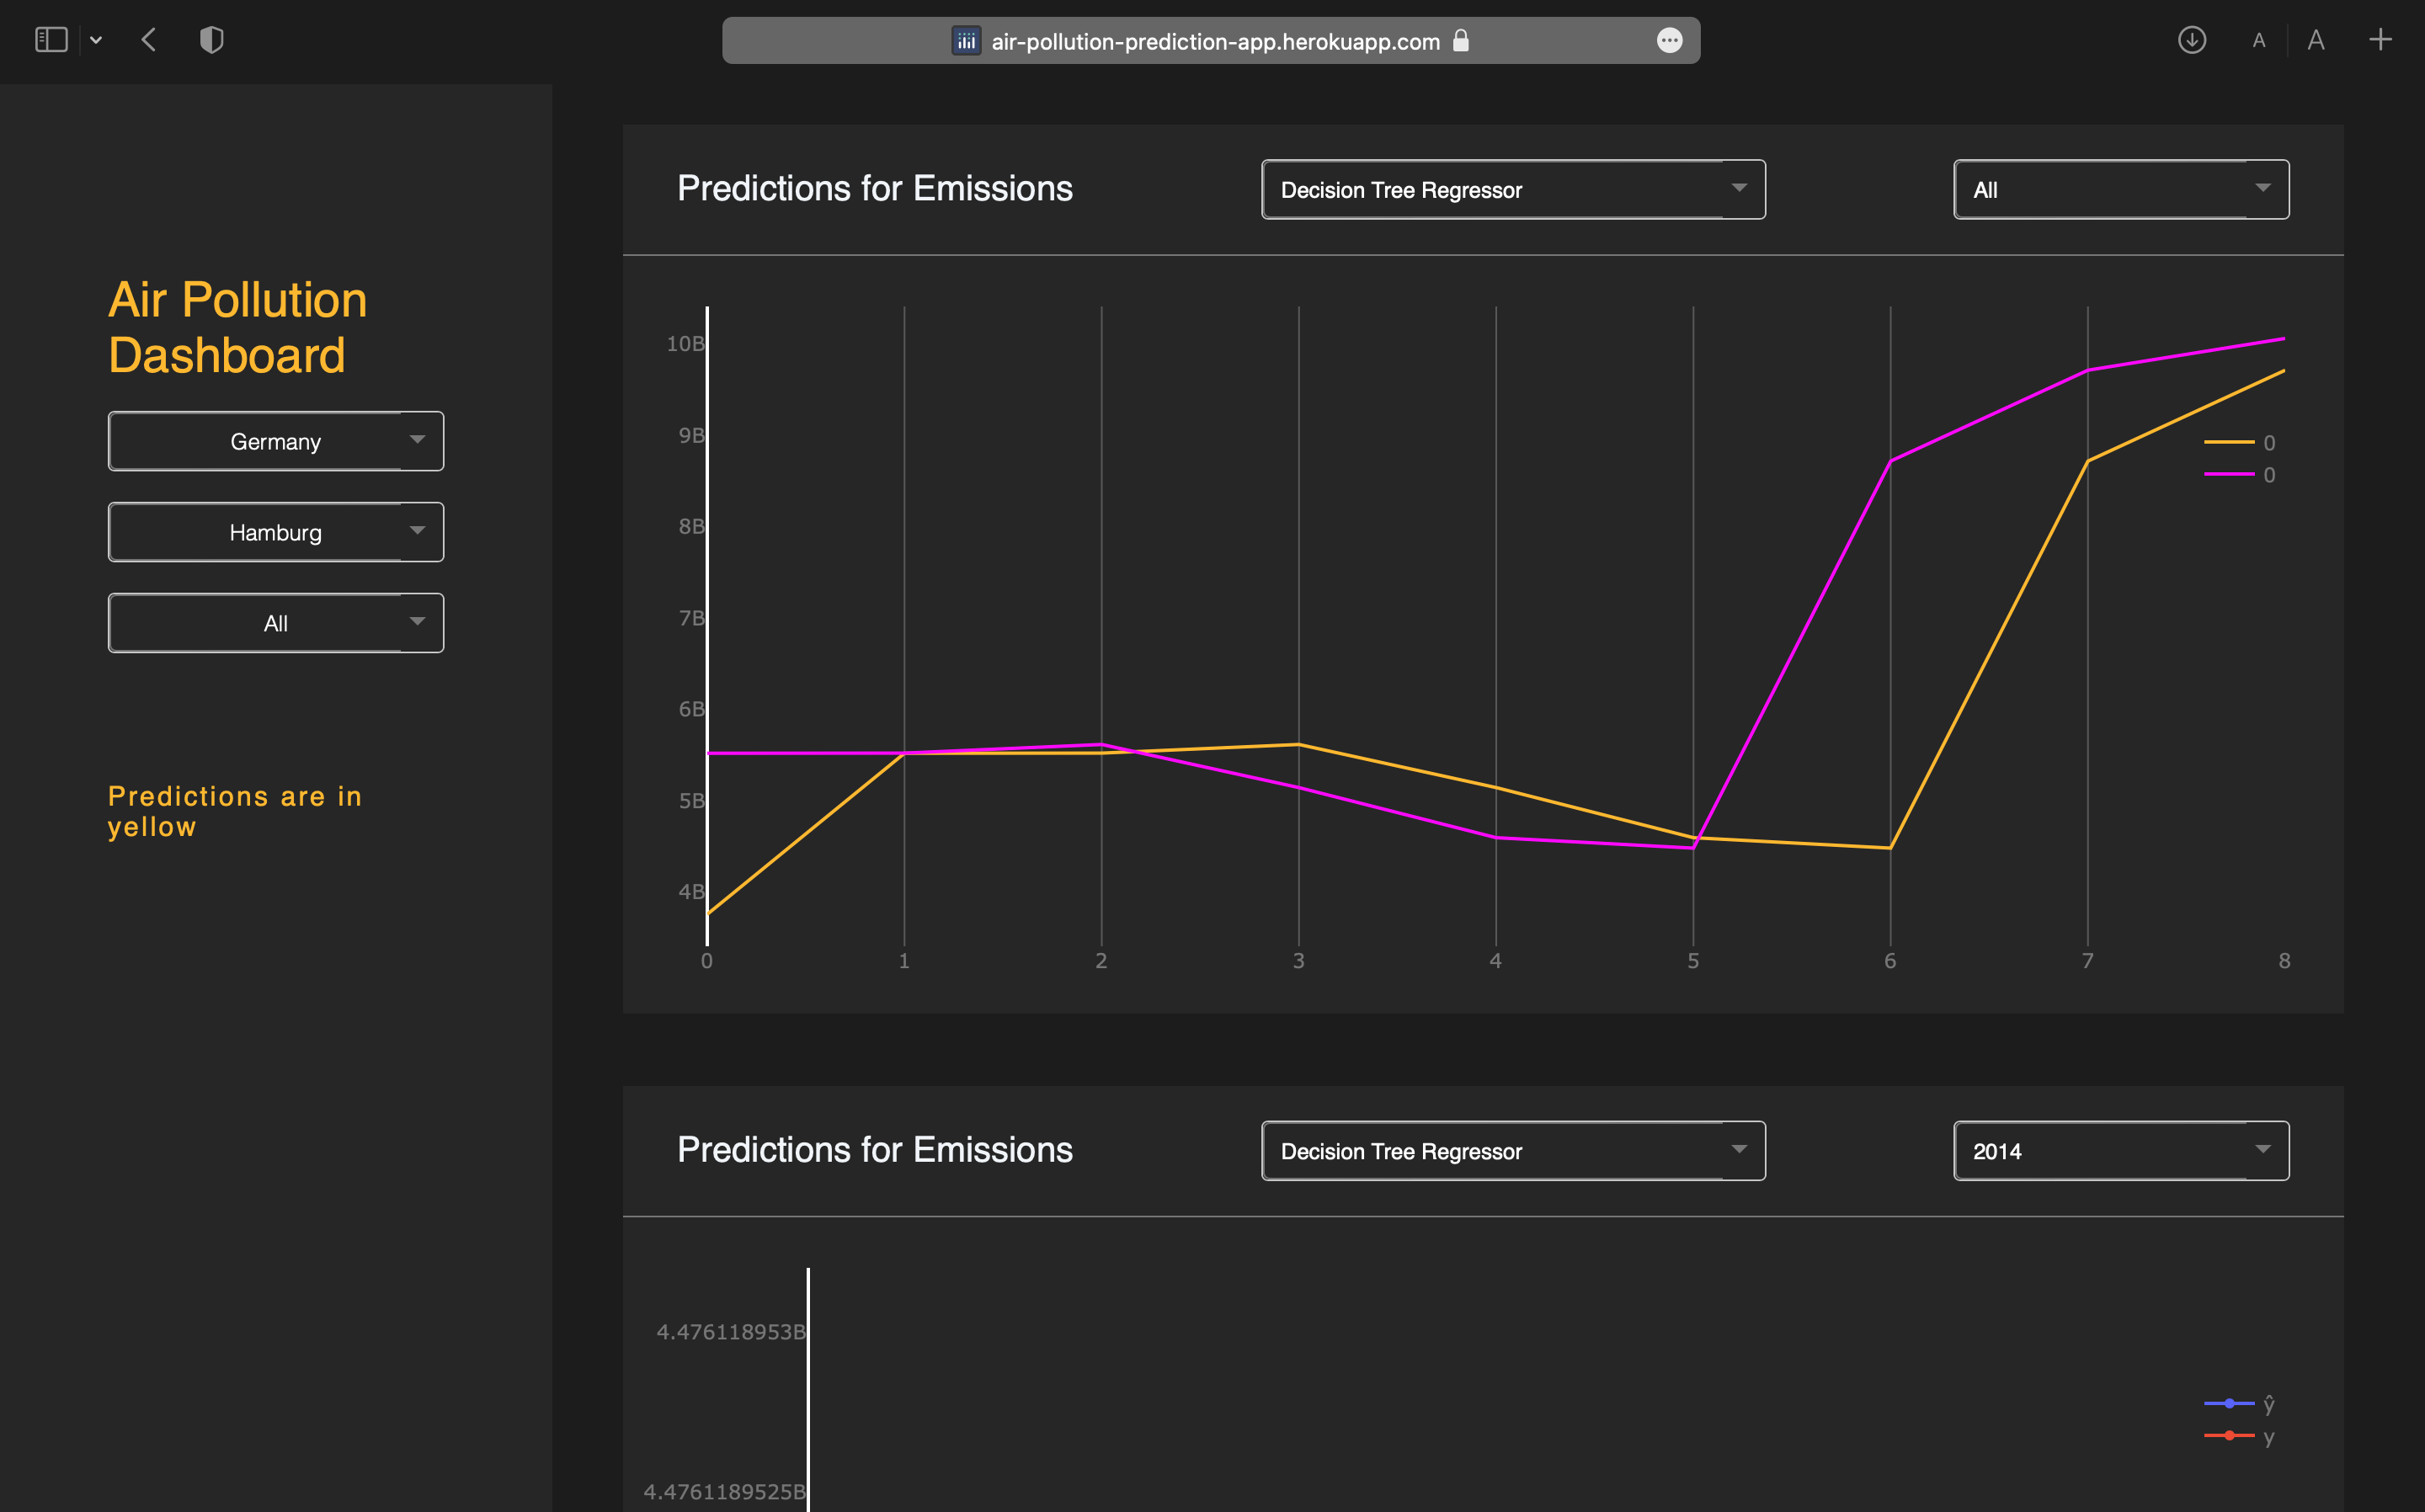 air-pollution-prediction-app.herokuapp.com
A A
Air Pollution
Dashboard
Germany
Hamburg
All
Predictions are in
yellow
Predictions for Emissions
Decision Tree Regressor
All
10B
9B
8B
7B
6B
5B
4B
0 1 2 3 4 5 6 7 8
0
0
Predictions for Emissions
Decision Tree Regressor
2014
4.476118953B
4.4761189525B
ŷ
y